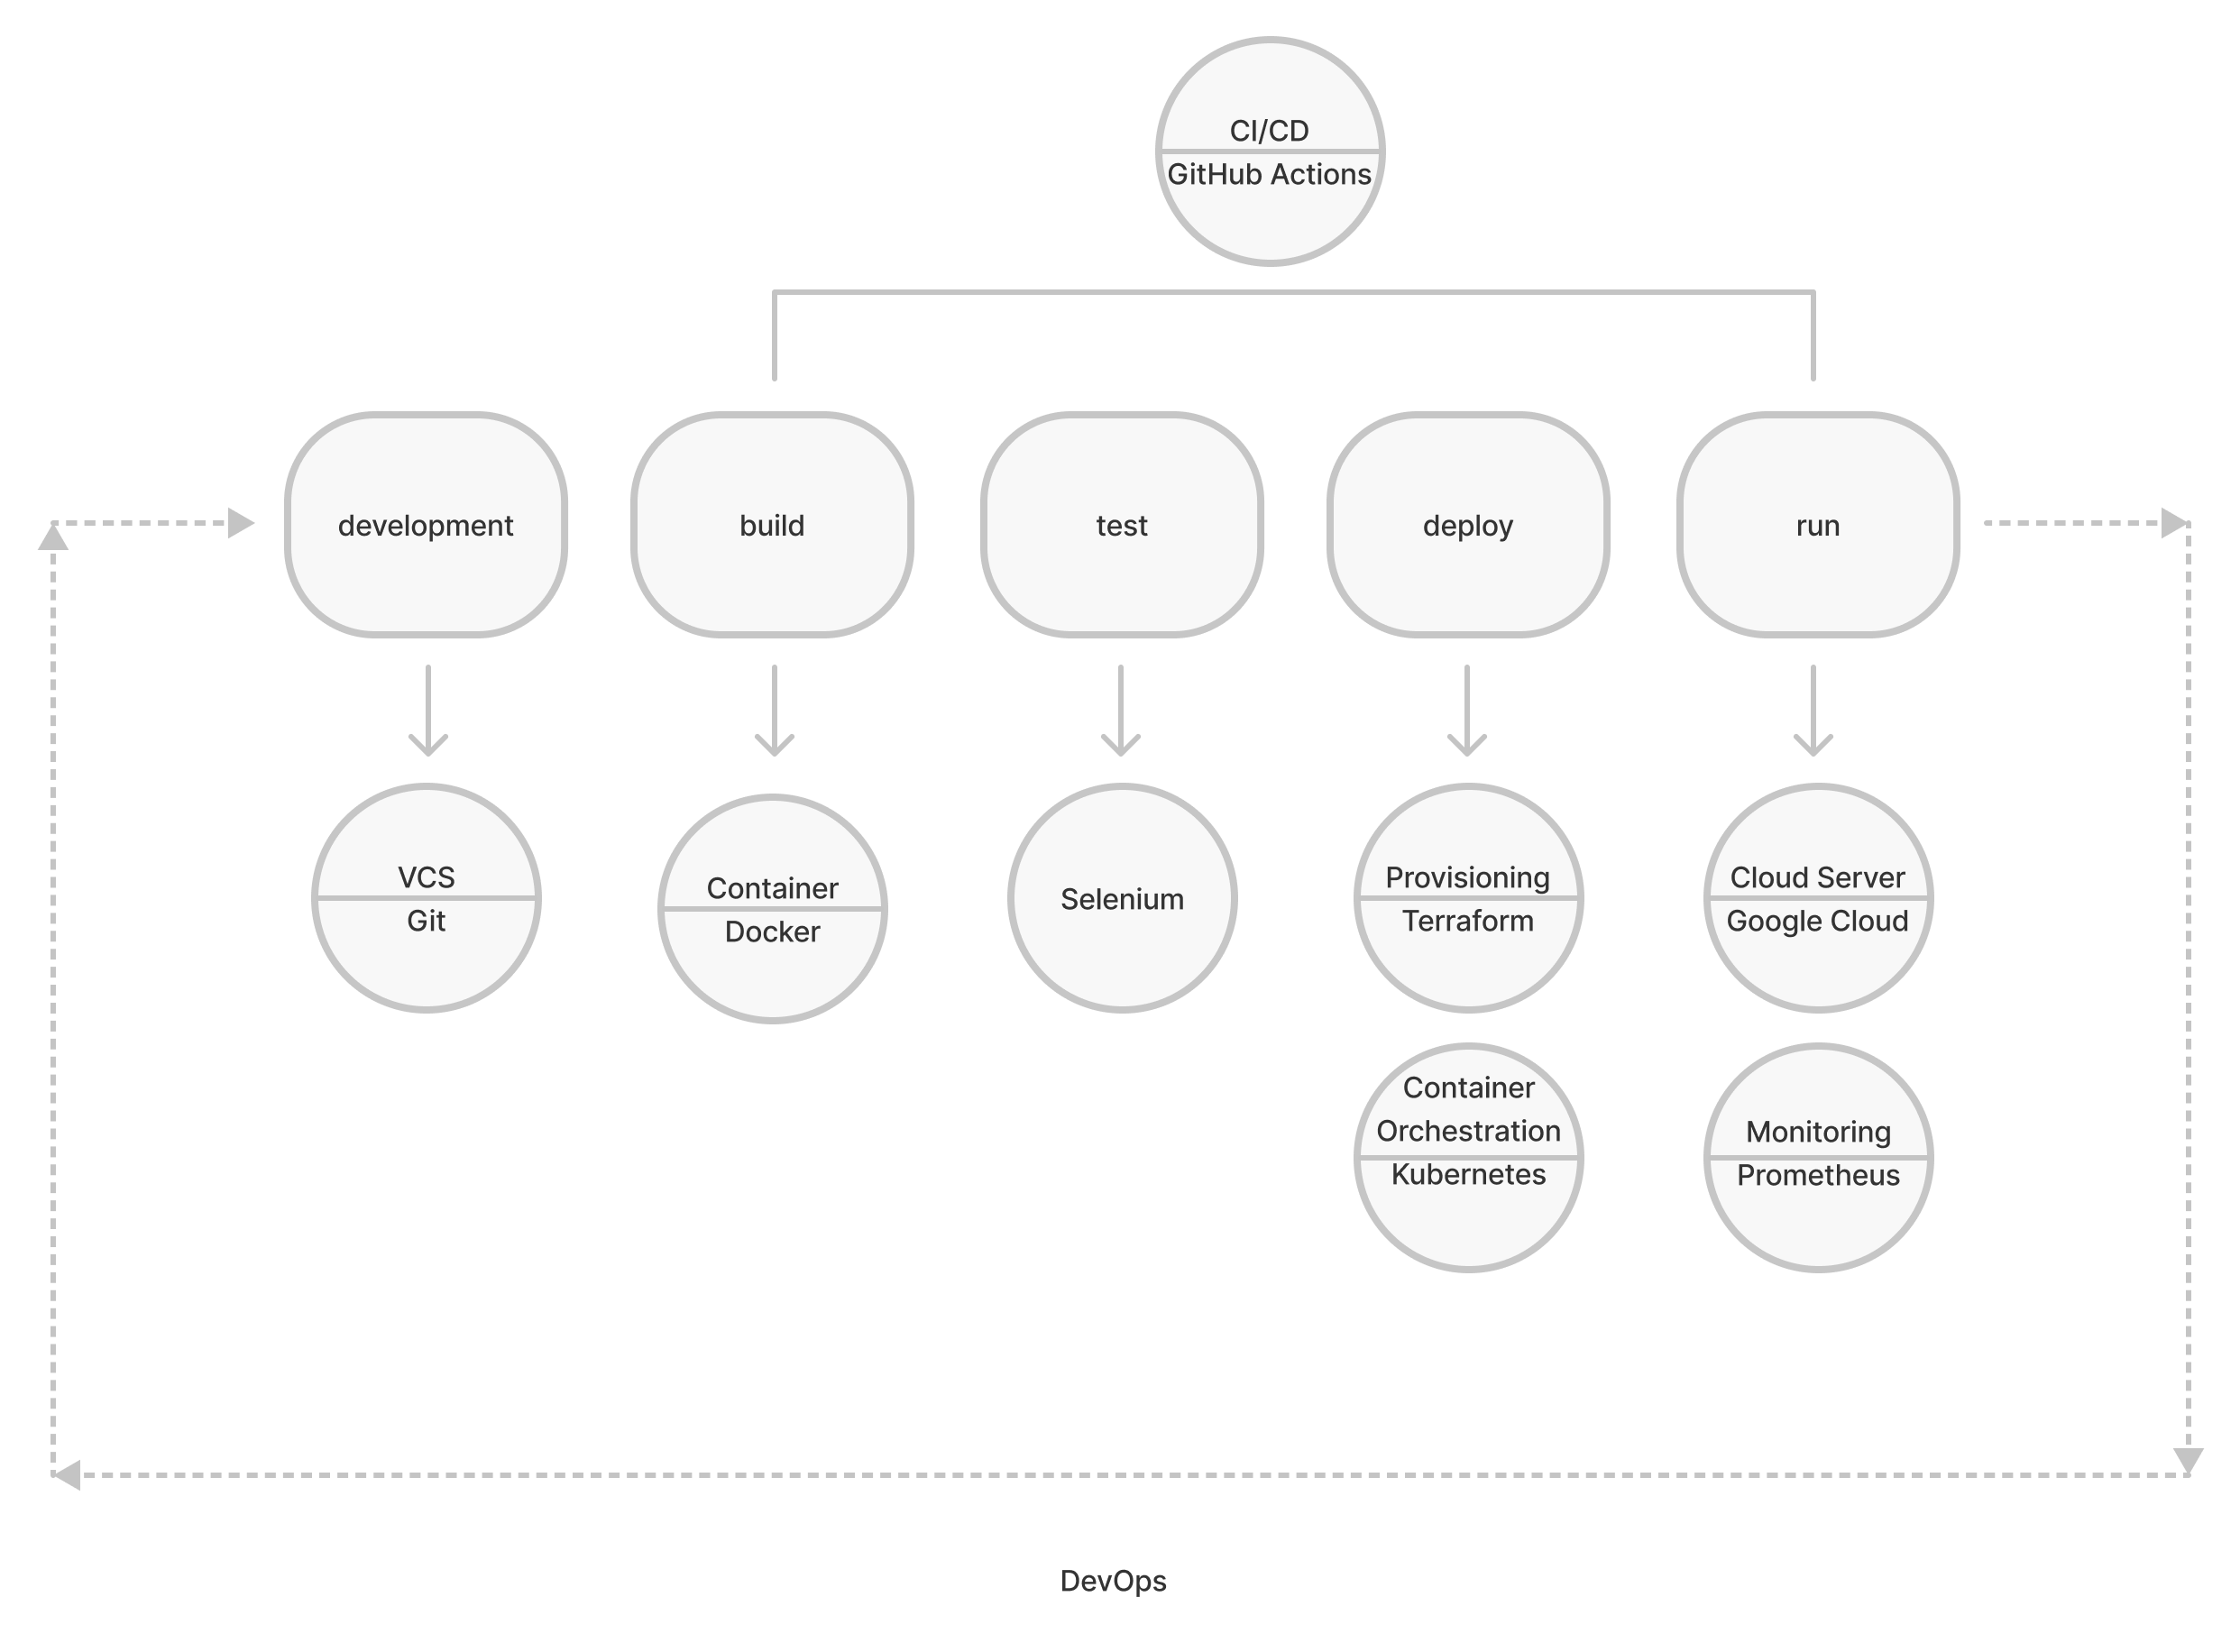 CI/CD
GitHub Actions
development
build
test
deploy
run
VCS
Git
Container
Docker
Selenium
Provisioning
Terraform
Cloud Server
Google Cloud
Container
Orchestration
Kubernetes
Monitoring
Prometheus
DevOps